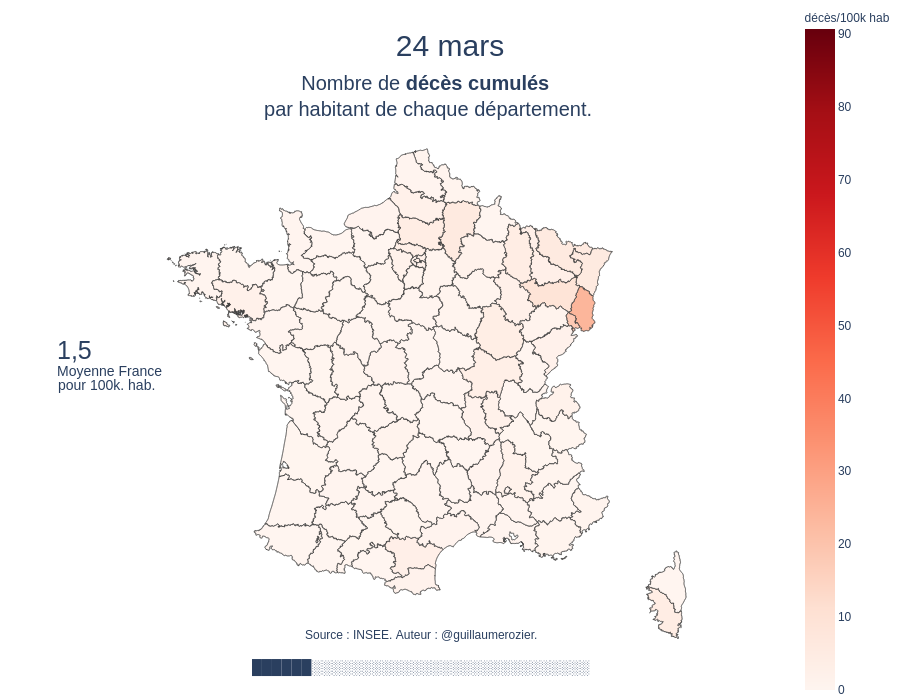 décès/100k hab
24 mars
Nombre de décès cumulés
par habitant de chaque département.
90
80
70
60
50
40
30
20
10
0
1,5
Moyenne France
pour 100k. hab.
Source : INSEE. Auteur : @guillaumerozier.